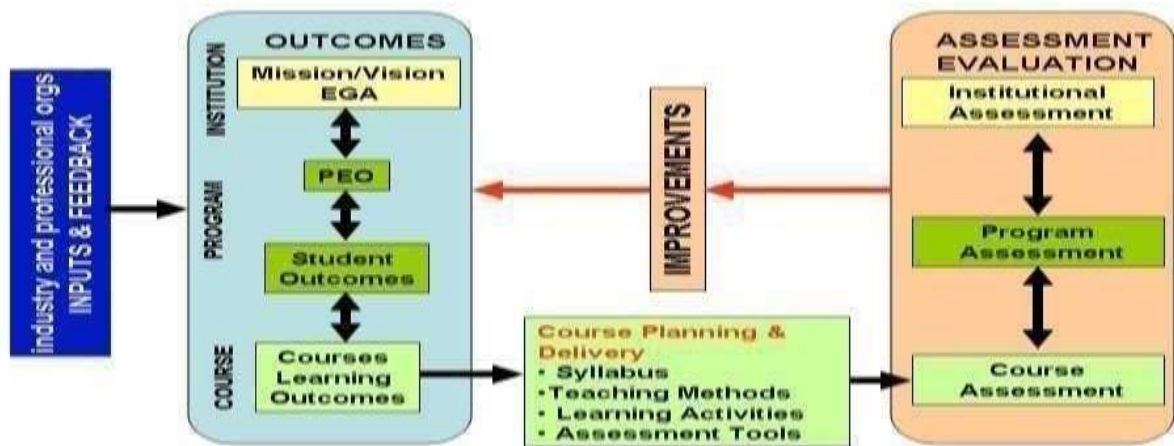 industry and professional orgs
INPUTS & FEEDBACK
OUTCOMES
INSTITUTION
Mission/Vision
EGA
PROGRAM
PEO
Student
Outcomes
COURSE
Courses
Learning
Outcomes
Course Planning &
Delivery
• Syllabus
•Teaching Methods
• Learning Activities
• Assessment Tools
IMPROVEMENTS
ASSESSMENT
EVALUATION
Institutional
Assessment
Program
Assessment
Course
Assessment